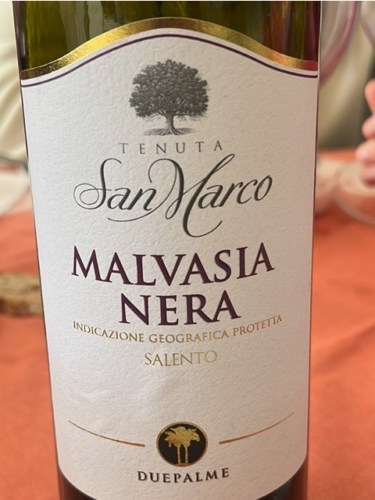 TENUTA
San Marco
MALVASIA
NERA
INDICAZIONE GEOGRAFICA PROTETTA
SALENTO
DUEPALME